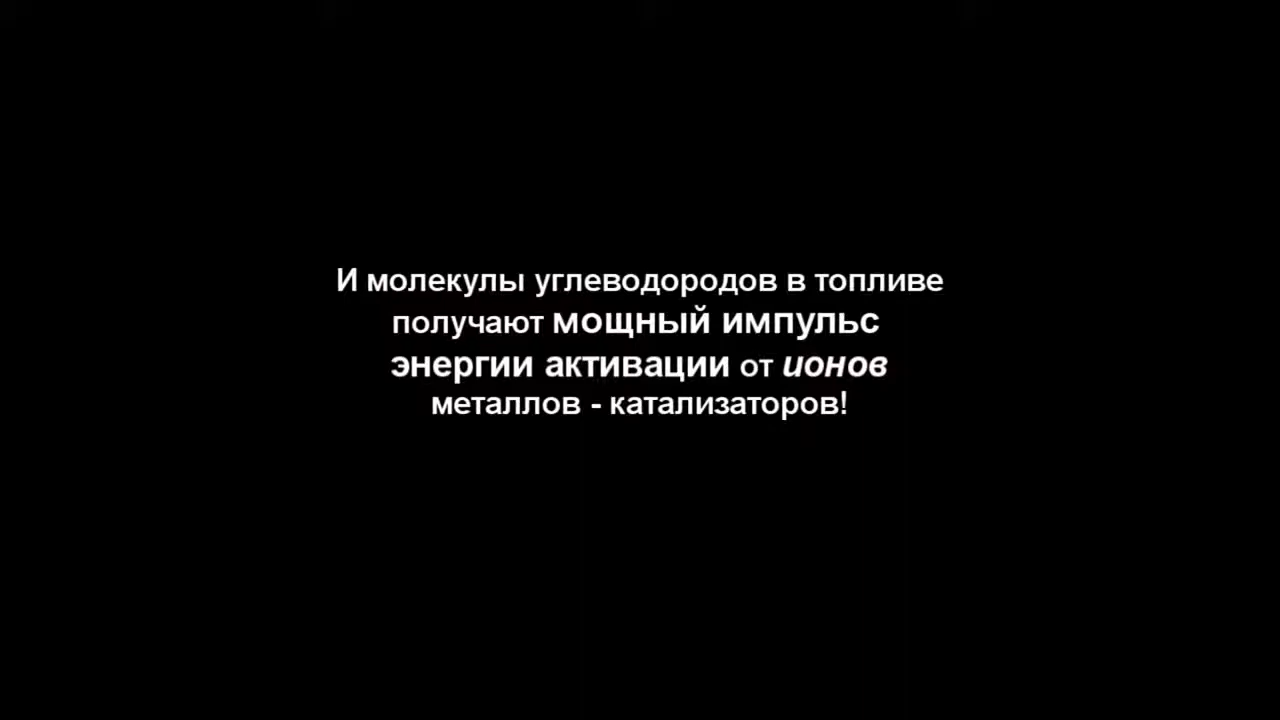 И молекулы углеводородов в топливе
получают мощный импульс
энергии активации от ионов
металлов - катализаторов!